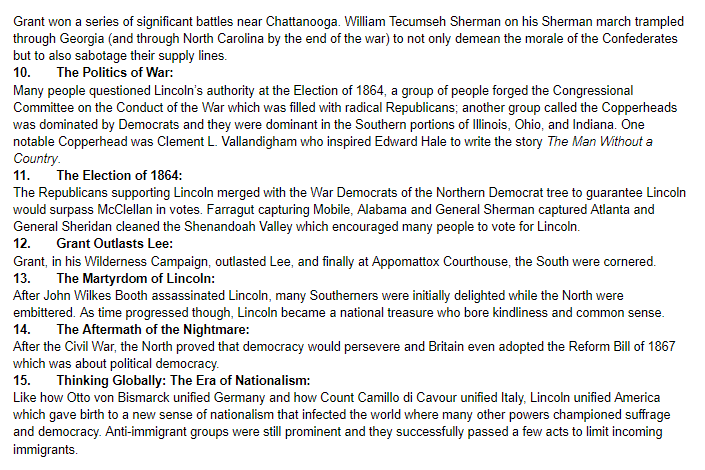 Grant won a series of significant battles near Chattanooga. William Tecumseh Sherman on his Sherman march trampled
through Georgia (and through North Carolina by the end of the war) to not only demean the morale of the Confederates
but to also sabotage their supply lines.
10. The Politics of War:
Many people questioned Lincoln's authority at the Election of 1864, a group of people forged the Congressional
Committee on the Conduct of the War which was filled with radical Republicans; another group called the Copperheads
was dominated by Democrats and they were dominant in the Southern portions of Illinois, Ohio, and Indiana. One
notable Copperhead was Clement L. Vallandigham who inspired Edward Hale to write the story The Man Without a
Country.
11. The Election of 1864:
The Republicans supporting Lincoln merged with the War Democrats of the Northern Democrat tree to guarantee Lincoln
would surpass McClellan in votes. Farragut capturing Mobile, Alabama and General Sherman captured Atlanta and
General Sheridan cleaned the Shenandoah Valley which encouraged many people to vote for Lincoln.
12. Grant Outlasts Lee:
Grant, in his Wilderness Campaign, outlasted Lee, and finally at Appomattox Courthouse, the South were cornered.
13. The Martyrdom of Lincoln:
After John Wilkes Booth assassinated Lincoln, many Southerners were initially delighted while the North were
embittered. As time progressed though, Lincoln became a national treasure who bore kindliness and common sense.
14. The Aftermath of the Nightmare:
After the Civil War, the North proved that democracy would persevere and Britain even adopted the Reform Bill of 1867
which was about political democracy.
15. Thinking Globally: The Era of Nationalism:
Like how Otto von Bismarck unified Germany and how Count Camillo di Cavour unified Italy, Lincoln unified America
which gave birth to a new sense of nationalism that infected the world where many other powers championed suffrage
and democracy. Anti-immigrant groups were still prominent and they successfully passed a few acts to limit incoming
immigrants.